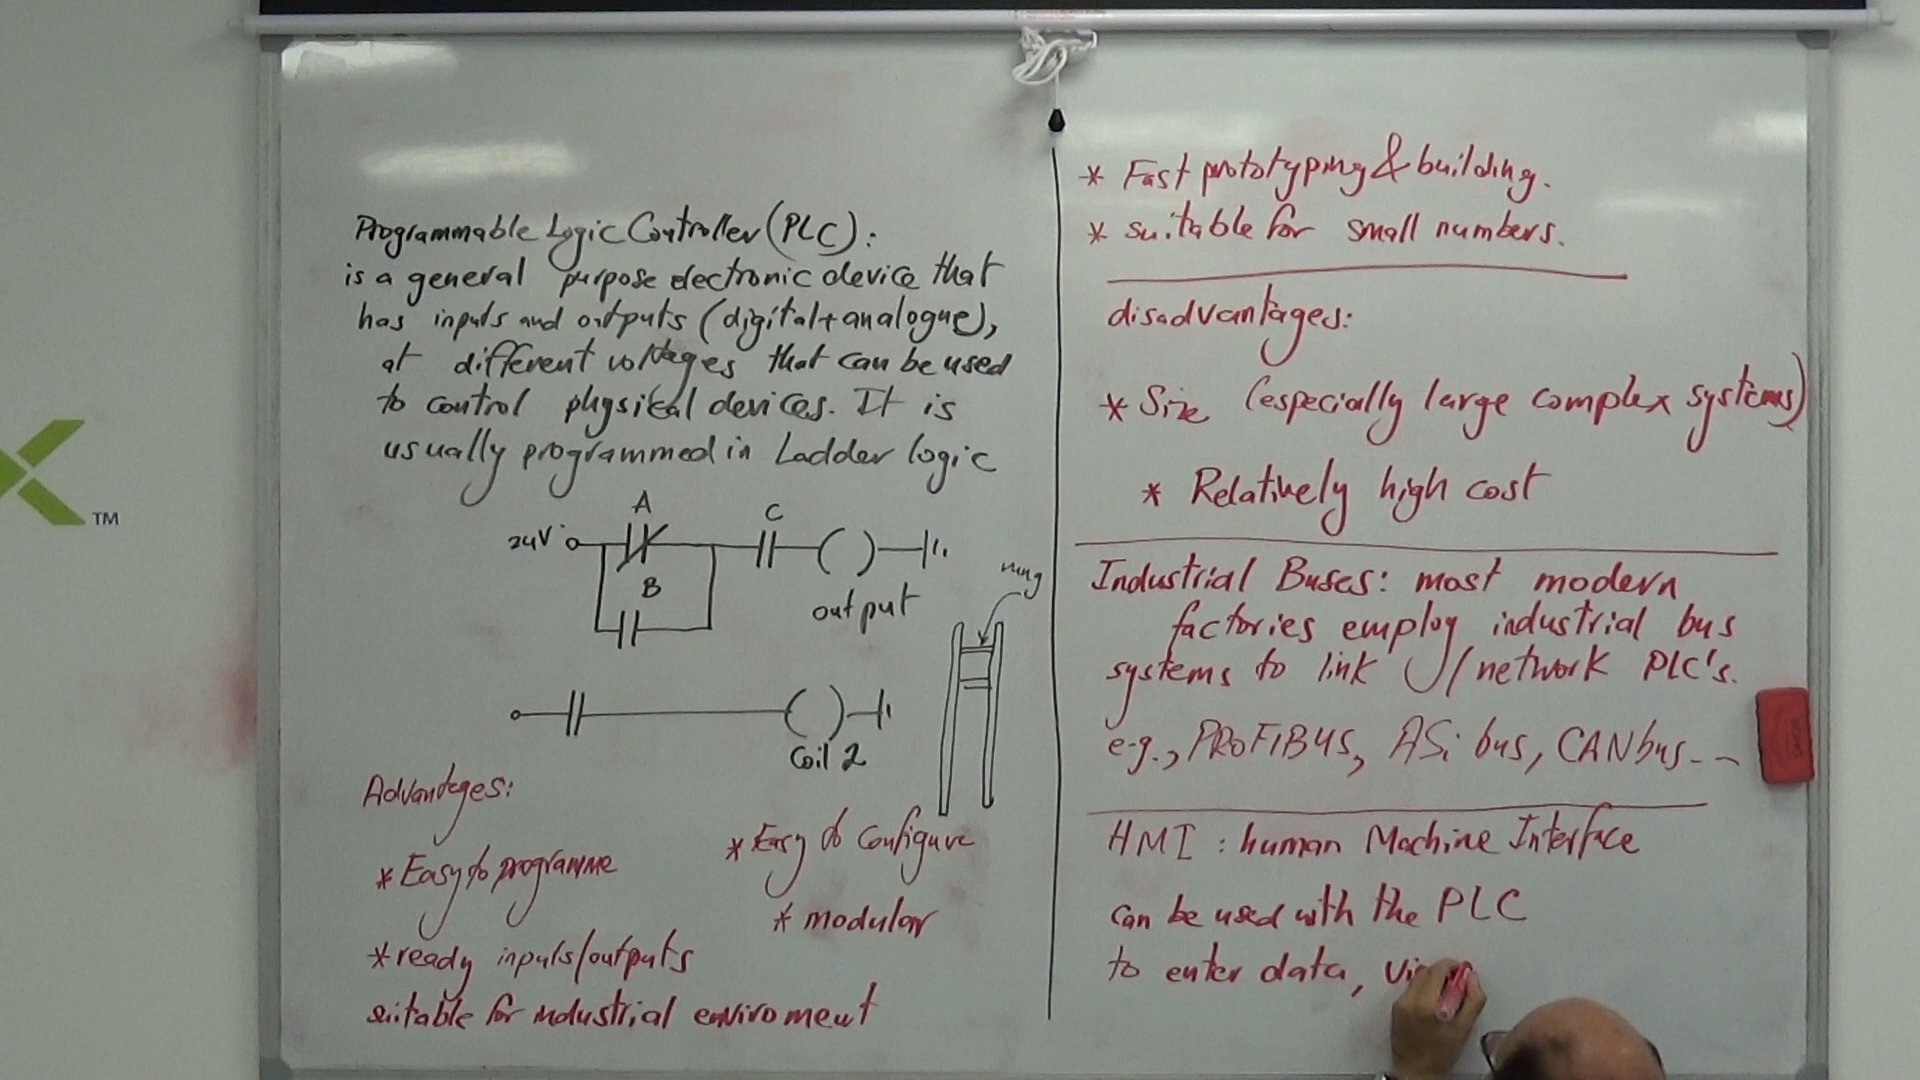 Programmable Logic Controller (PLC):
is a general purpose electronic device that
has inputs and outputs (digital+analogue),
at different voltages that can be used
to control physical devices. It is
usually programmed in Ladder logic
A
C
24V
B
output
Coil 2
Advantages:
* Easy to programme
* Easy to configure
* modular
* ready inputs/outputs
suitable for industrial enviroment
* Fast prototyping & building.
* suitable for small numbers.
disadvantages:
* Size (especially large complex systems)
* Relatively high cost
Industrial Buses: most modern
factories employ industrial bus
systems to link /network PLC's.
e.g., PROFIBUS, ASi bus, CANbus...
HMI : human Machine Interface
can be used with the PLC
to enter data,
TM